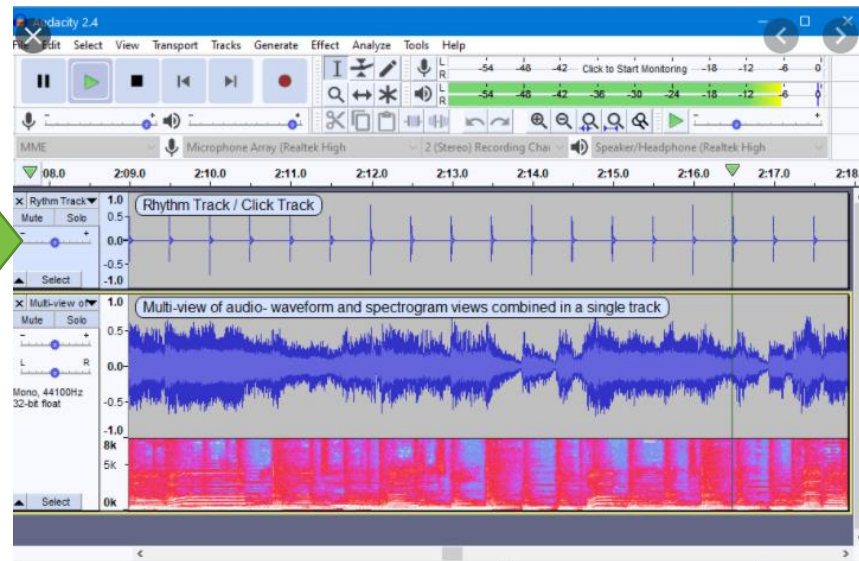 Audacity 2.4
File Edit Select View Transport Tracks Generate Effect Analyze Tools Help
L
R
-54 -48 -42 Click to Start Monitoring -18 -12 -6 0
L
R
-54 -48 -42 -36 -30 -24 -18 -12 -6 0
MME Microphone Array (Realtek High 2 (Stereo) Recording Chai Speaker/Headphone (Realtek High
08.0 2:09.0 2:10.0 2:11.0 2:12.0 2:13.0 2:14.0 2:15.0 2:16.0 2:17.0 2:18.
Rythm Track
Mute Solo
- +
Select
1.0
0.5
0.0
-0.5
-1.0
Rhythm Track / Click Track
Multi-view of
Mute Solo
- +
L R
Mono, 44100Hz
32-bit float
Select
1.0
0.5
0.0
-0.5
-1.0
8k
5k
0k
Multi-view of audio- waveform and spectrogram views combined in a single track